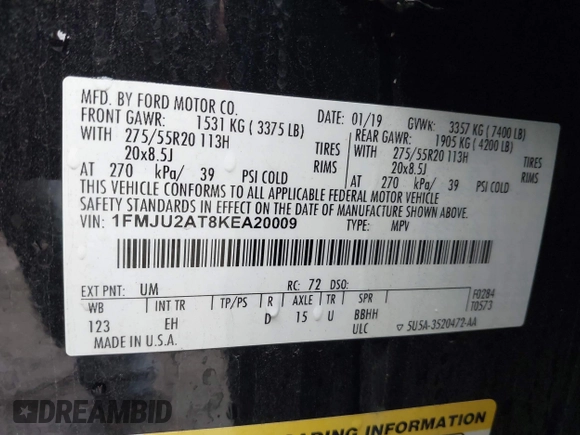 MFD. BY FORD MOTOR CO.
01/19 GVWR: 3357 KG ( 7400 LB)
FRONT GAWR: 1531 KG ( 3375 LB) REAR GAWR: 1905 KG ( 4200 LB)
WITH 275/55R20 113H TIRES WITH 275/55R20 113H TIRES
20x8.5J RIMS 20x8.5J RIMS
AT 270 kPa/ 39 PSI COLD AT 270 kPa/ 39 PSI COLD
THIS VEHICLE CONFORMS TO ALL APPLICABLE FEDERAL MOTOR VEHICLE
SAFETY STANDARDS IN EFFECT ON THE DATE OF MANUFACTURE SHOWN ABOVE.
VIN: 1FMJU2AT8KEA20009 TYPE: MPV
EXT PNT: UM RC: 72 DSO: F0284
WB INT TR TP/PS R AXLE TR SPR T0573
123 EH D 15 U BBHH
ULC 5U5A-3520472-AA
MADE IN U.S.A.
LOADING INFORMATION
DREAMBID